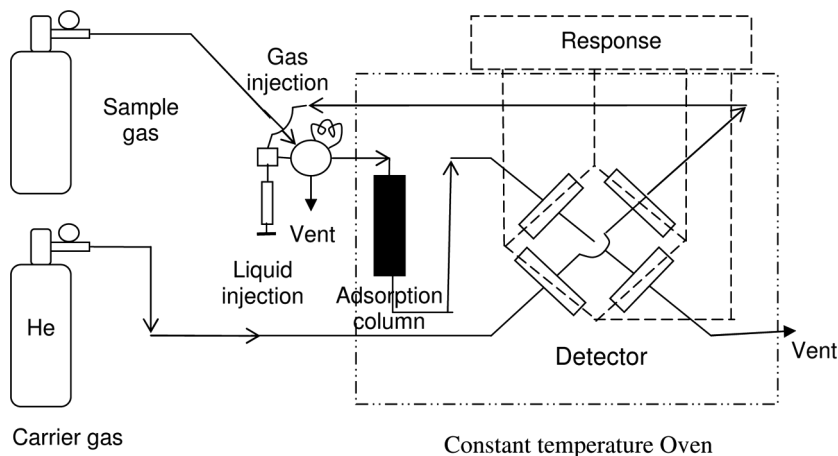 Response
Gas
injection
Sample
gas
Vent
Liquid
injection
Adsorption
column
He
Detector
Vent
Carrier gas
Constant temperature Oven